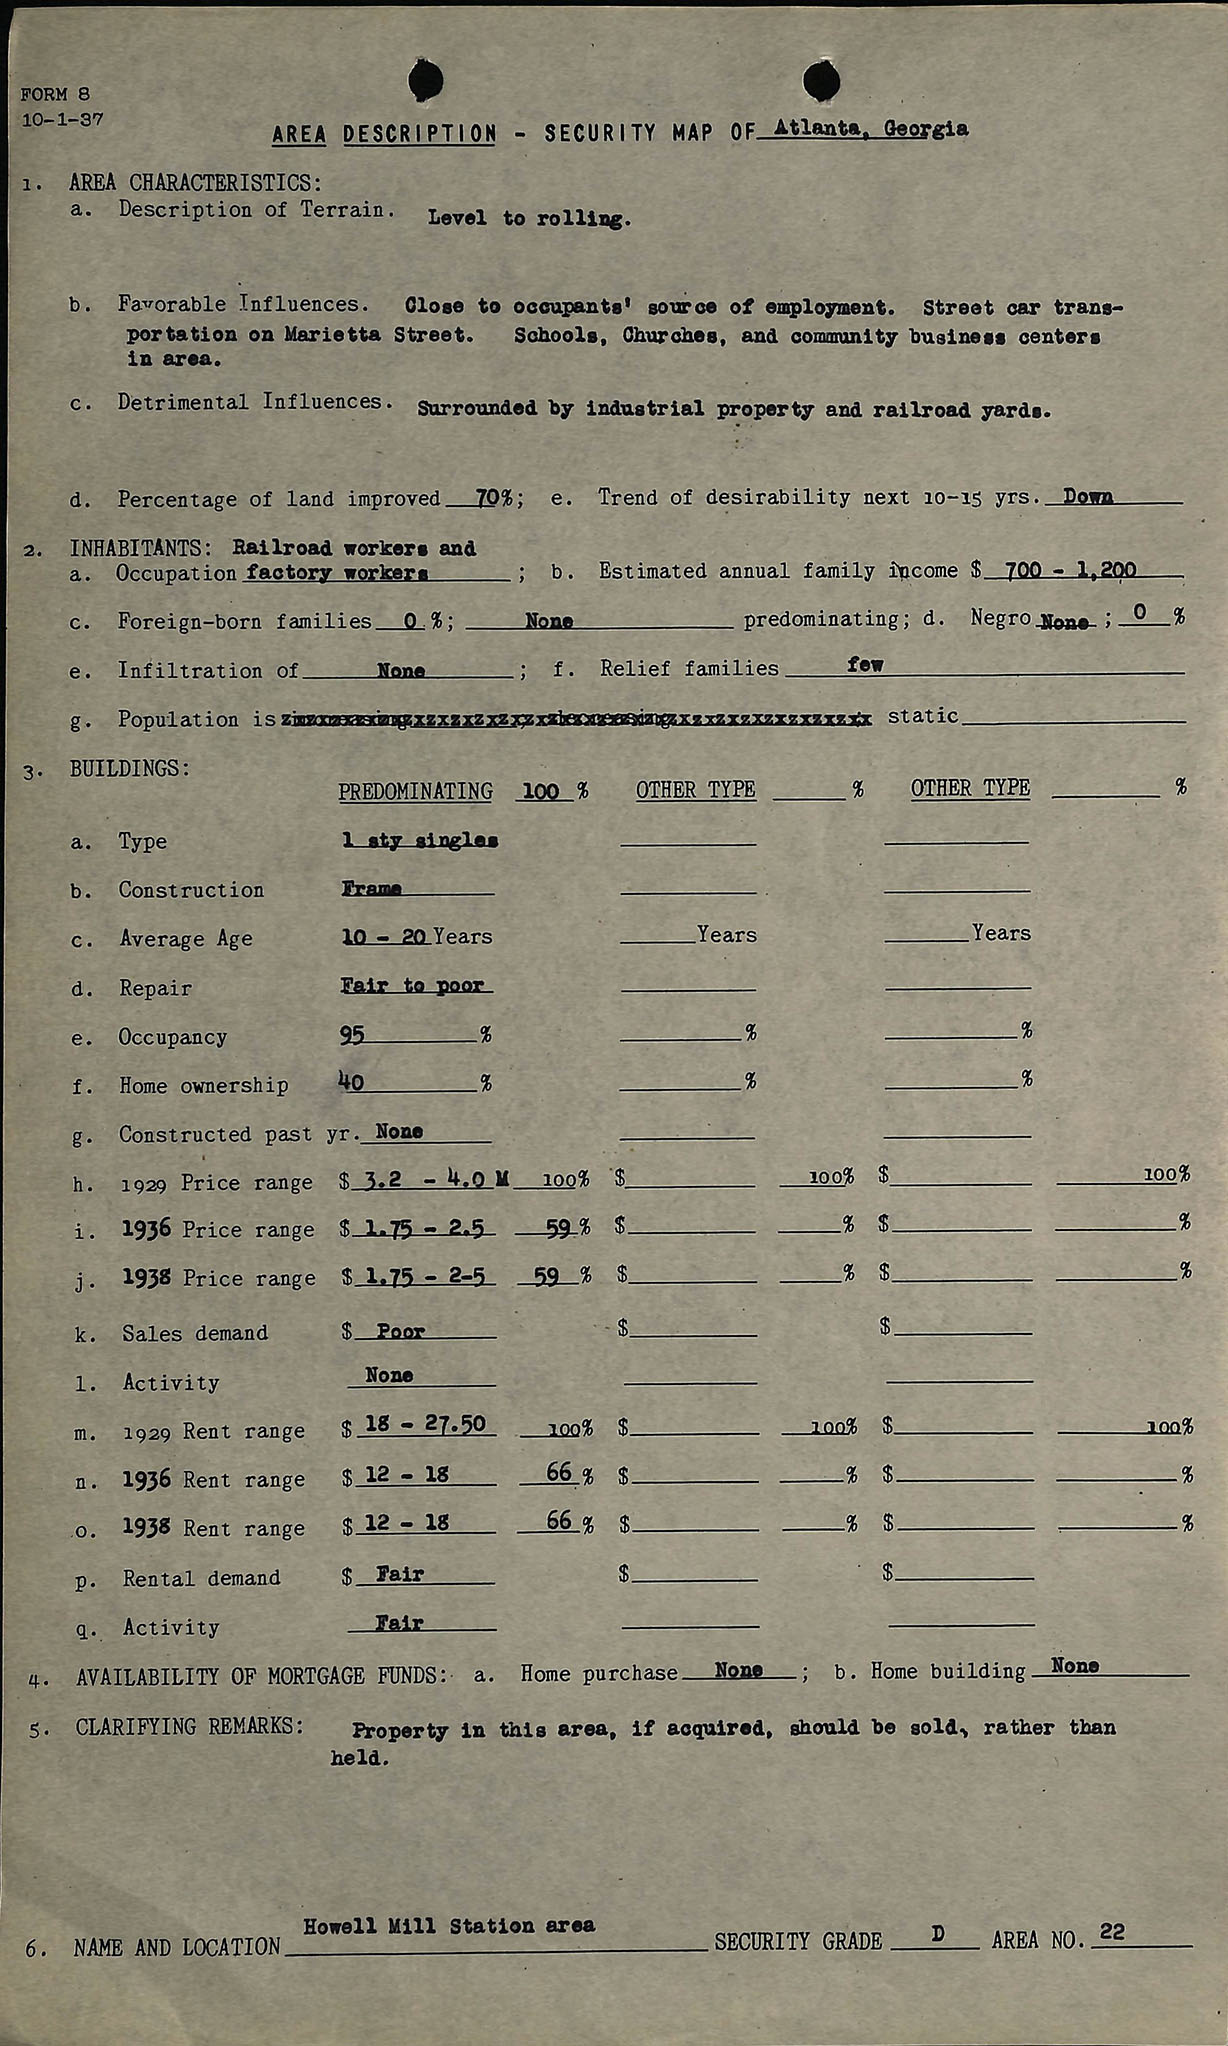 FORM 8
10-1-37
AREA DESCRIPTION - SECURITY MAP OF Atlanta, Georgia
1. AREA CHARACTERISTICS:
a. Description of Terrain. Level to rolling.
b. Favorable Influences. Close to occupants' source of employment. Street car trans-
portation on Marietta Street. Schools, Churches, and community business centers
in area.
c. Detrimental Influences. Surrounded by industrial property and railroad yards.
d. Percentage of land improved 70%; e. Trend of desirability next 10-15 yrs. Down
2. INHABITANTS: Railroad workers and
a. Occupation factory workers ; b. Estimated annual family income $ 700 - 1,200
c. Foreign-born families 0 %; None predominating; d. Negro None ; 0 %
e. Infiltration of None ; f. Relief families few
g. Population is static
3. BUILDINGS:
PREDOMINATING 100 % OTHER TYPE % OTHER TYPE %
a. Type 1 sty singles
b. Construction Frame
c. Average Age 10 - 20 Years Years Years
d. Repair Fair to poor
e. Occupancy 95 % % %
f. Home ownership 40 % % %
g. Constructed past yr. None
h. 1929 Price range $ 3.2 - 4.0 M 100% $ 100% $ 100%
i. 1936 Price range $ 1.75 - 2.5 59 % $ % $ %
j. 1938 Price range $ 1.75 - 2-5 59 % $ % $ %
k. Sales demand $ Poor $ $
l. Activity None
m. 1929 Rent range $ 18 - 27.50 100% $ 100% $ 100%
n. 1936 Rent range $ 12 - 18 66 % $ % $ %
o. 1938 Rent range $ 12 - 18 66 % $ % $ %
p. Rental demand $ Fair $ $
q. Activity Fair
4. AVAILABILITY OF MORTGAGE FUNDS: a. Home purchase None ; b. Home building None
5. CLARIFYING REMARKS: Property in this area, if acquired, should be sold, rather than
held.
Howell Mill Station area
6. NAME AND LOCATION SECURITY GRADE D AREA NO. 22